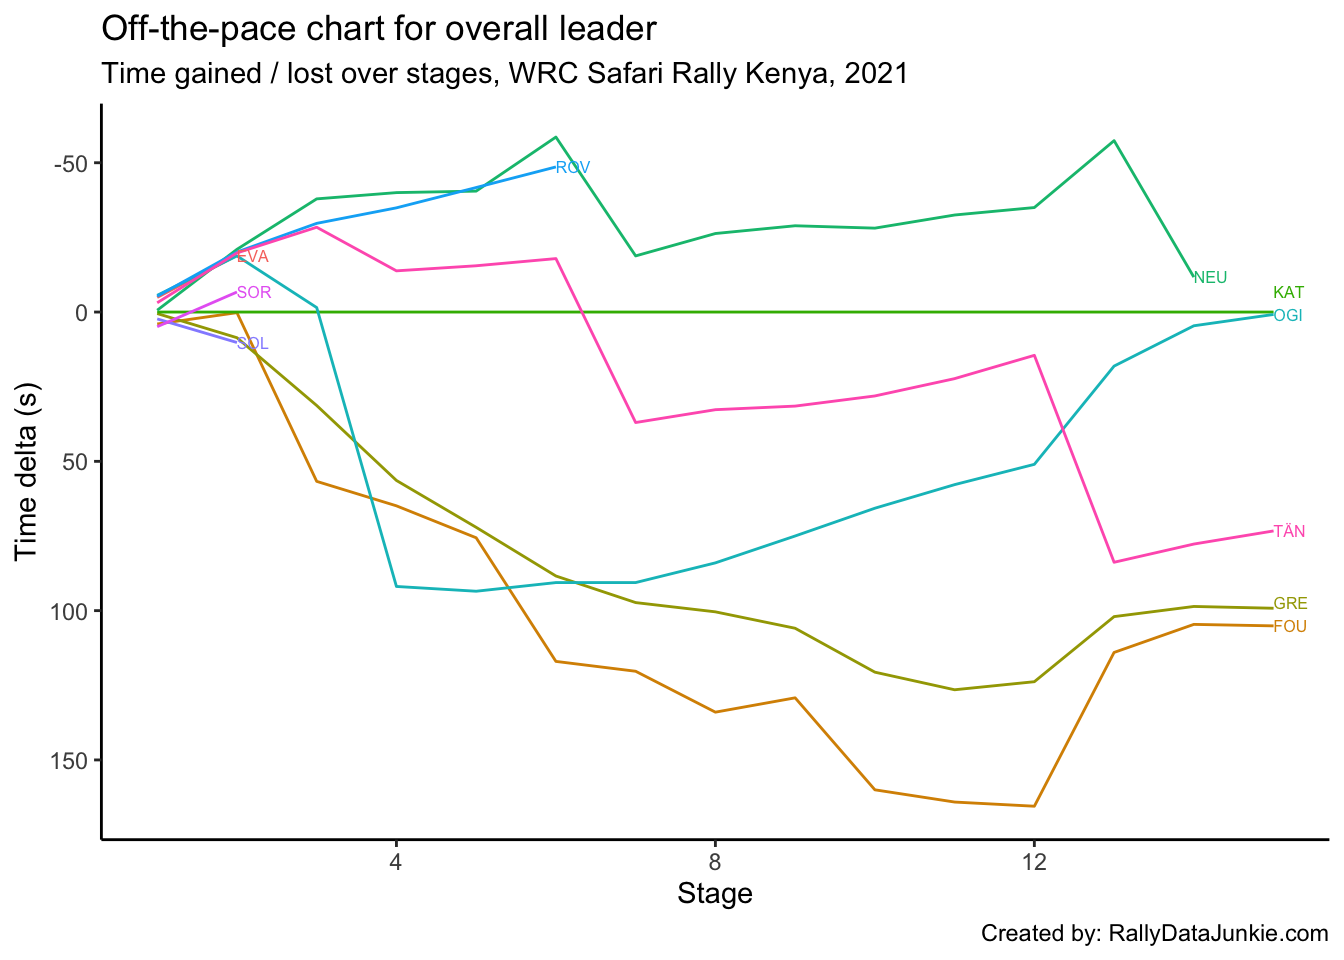 Off-the-pace chart for overall leader
Time gained / lost over stages, WRC Safari Rally Kenya, 2021
-50
0
50
100
150
Time delta (s)
ROV
EVA
SOR
SOL
NEU
KAT
OGI
TÄN
GRE
FOU
4
8
12
Stage
Created by: RallyDataJunkie.com